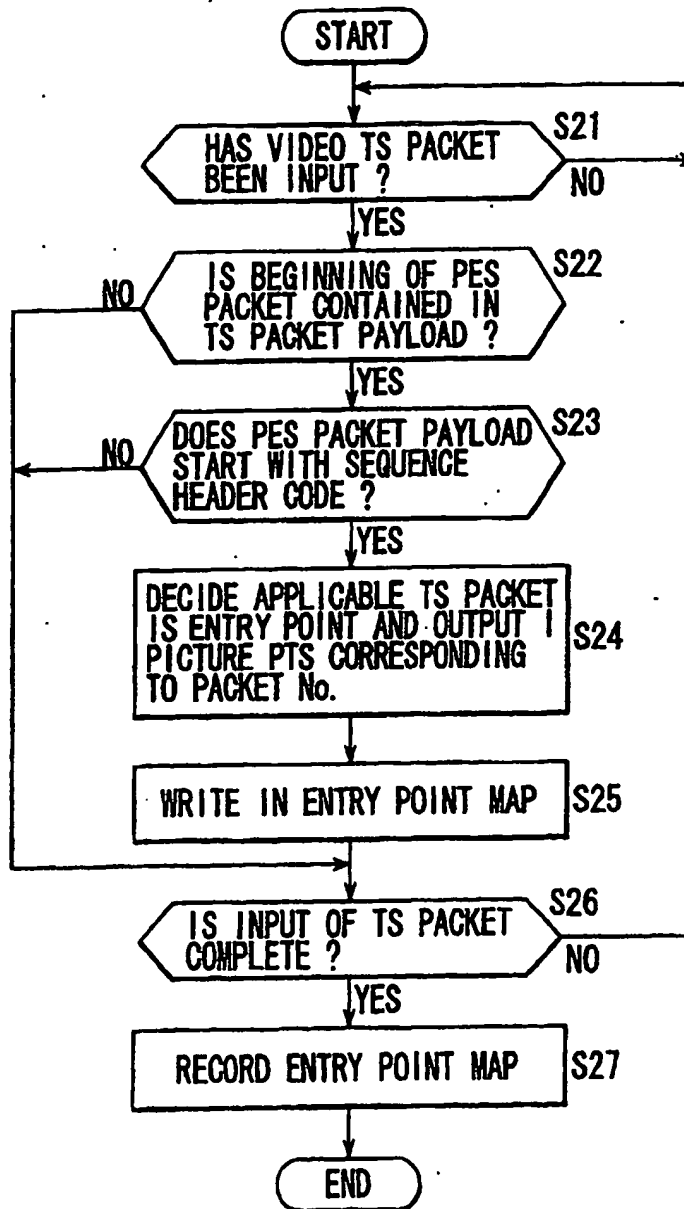 START
HAS VIDEO TS PACKET
BEEN INPUT ?
S21
NO
YES
IS BEGINNING OF PES
PACKET CONTAINED IN
TS PACKET PAYLOAD ?
S22
NO
YES
DOES PES PACKET PAYLOAD
START WITH SEQUENCE
HEADER CODE ?
S23
NO
YES
DECIDE APPLICABLE TS PACKET
IS ENTRY POINT AND OUTPUT I
PICTURE PTS CORRESPONDING
TO PACKET No.
S24
WRITE IN ENTRY POINT MAP
S25
IS INPUT OF TS PACKET
COMPLETE ?
S26
NO
YES
RECORD ENTRY POINT MAP
S27
END